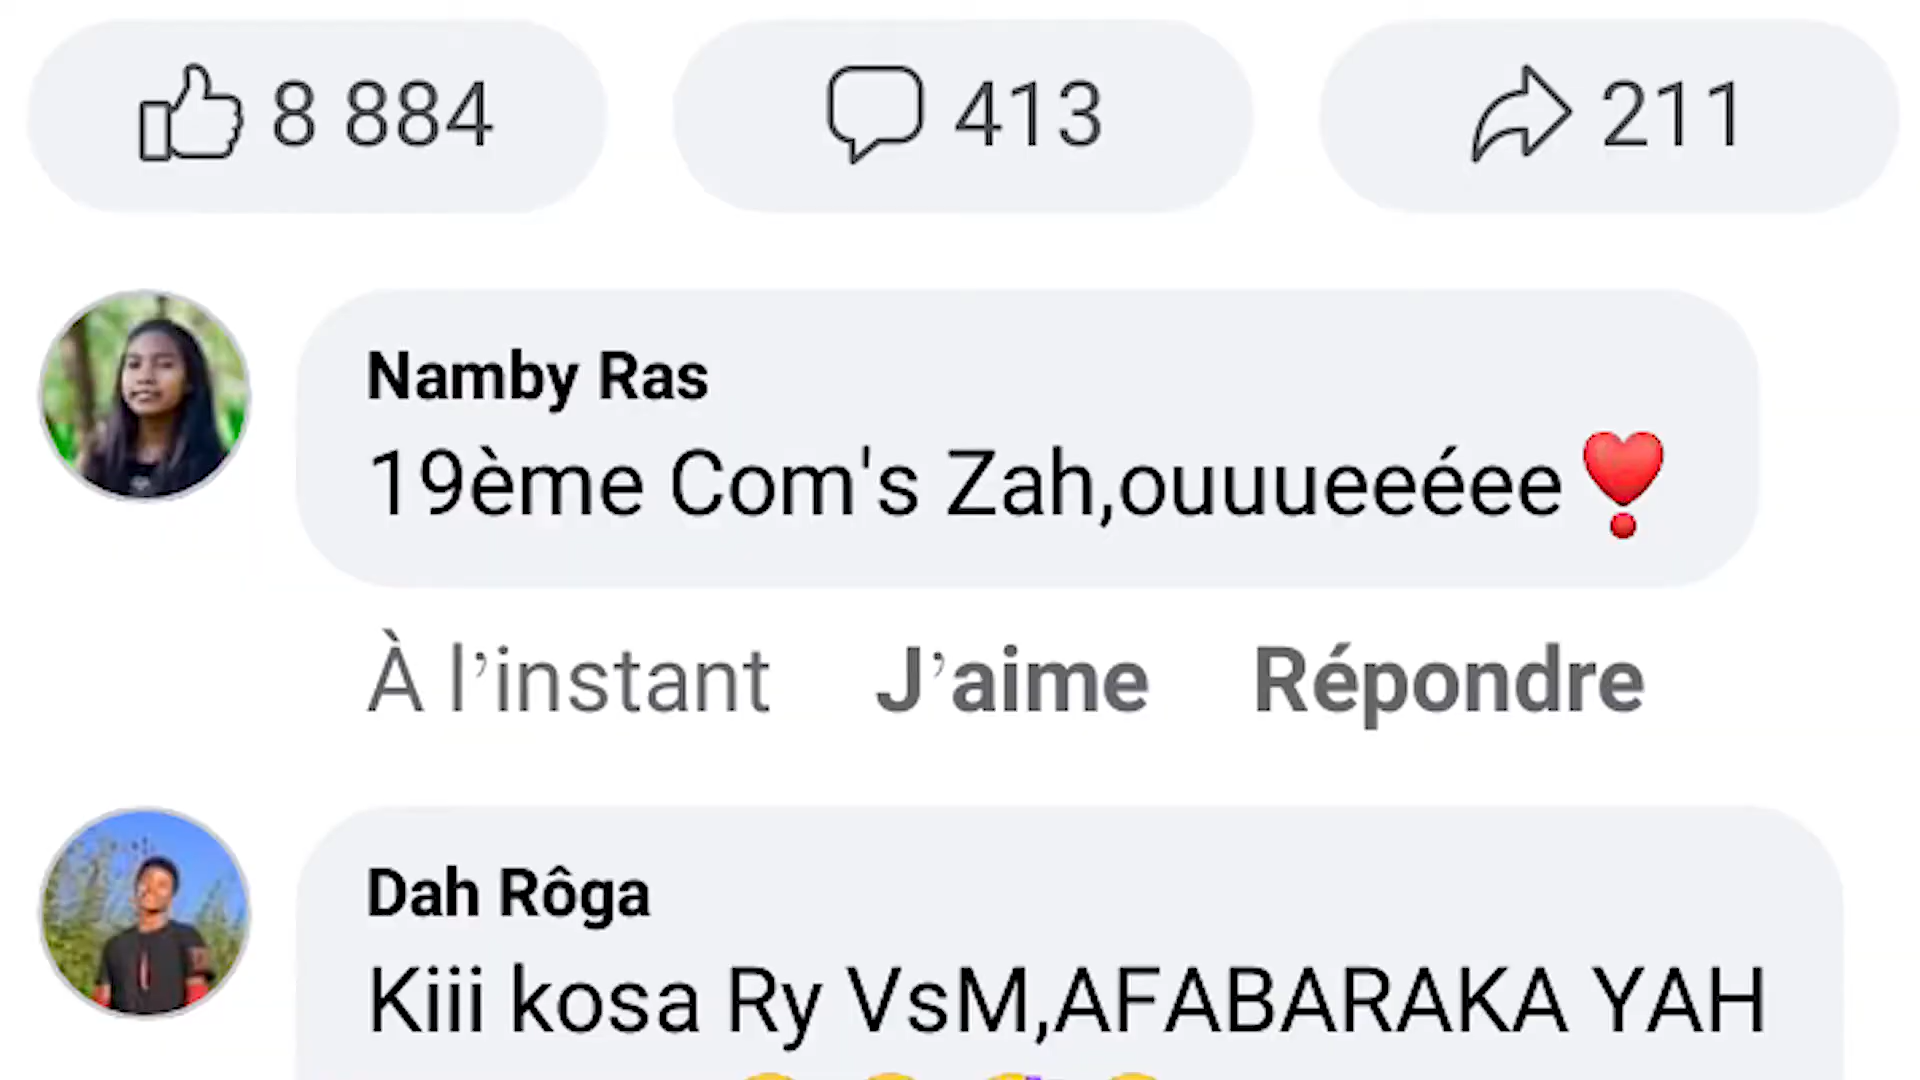 8 884 413 211
Namby Ras
19ème Com's Zah,ouuueeéee❣️
À l’instant J’aime Répondre
Dah Rôga
Kiii kosa Ry VsM,AFABARAKA YAH